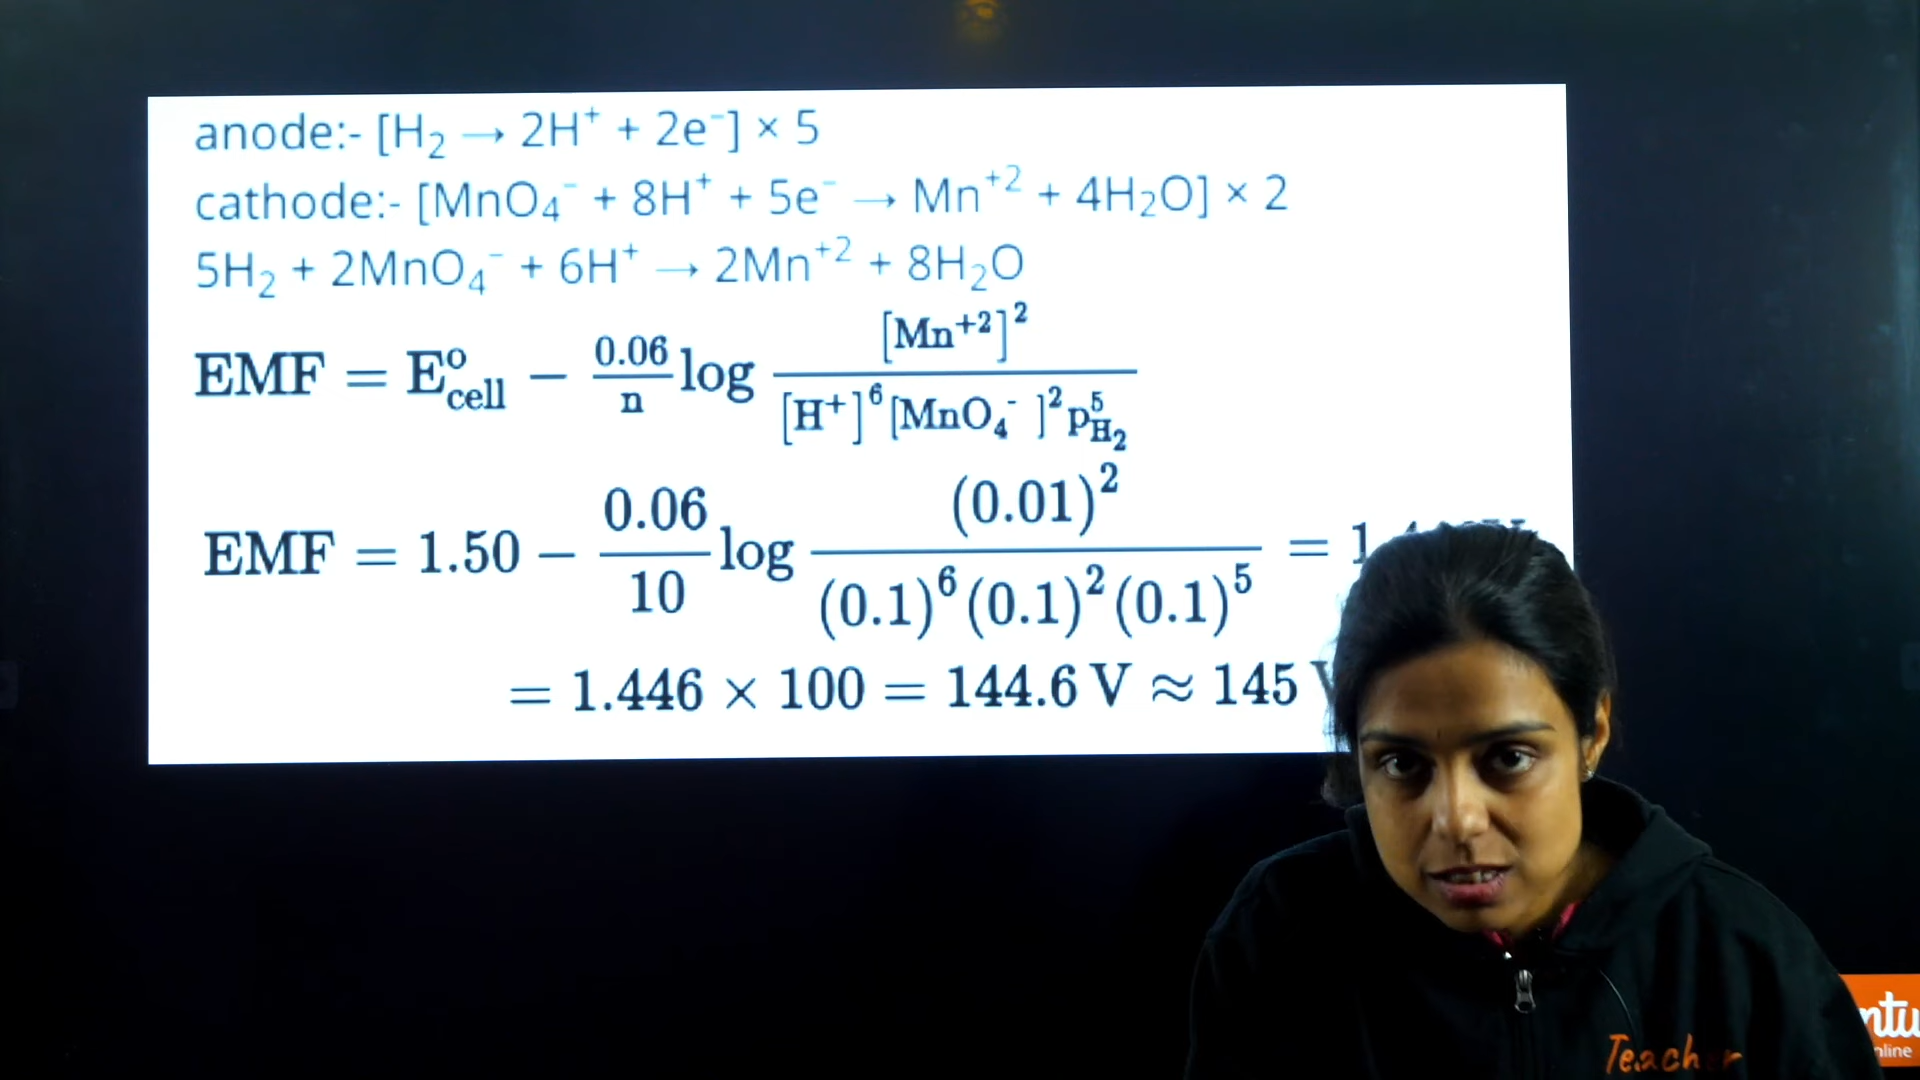 anode:- [H₂ → 2H⁺ + 2e⁻] × 5
cathode:- [MnO₄⁻ + 8H⁺ + 5e⁻ → Mn⁺² + 4H₂O] × 2
5H₂ + 2MnO₄⁻ + 6H⁺ → 2Mn⁺² + 8H₂O
EMF = E°cell − 0.06/n log [Mn⁺²]² / [H⁺]⁶[MnO₄⁻]²p⁵H₂
EMF = 1.50 − 0.06/10 log (0.01)² / (0.1)⁶(0.1)²(0.1)⁵ = 1
= 1.446 × 100 = 144.6 V ≈ 145 V
Teacher